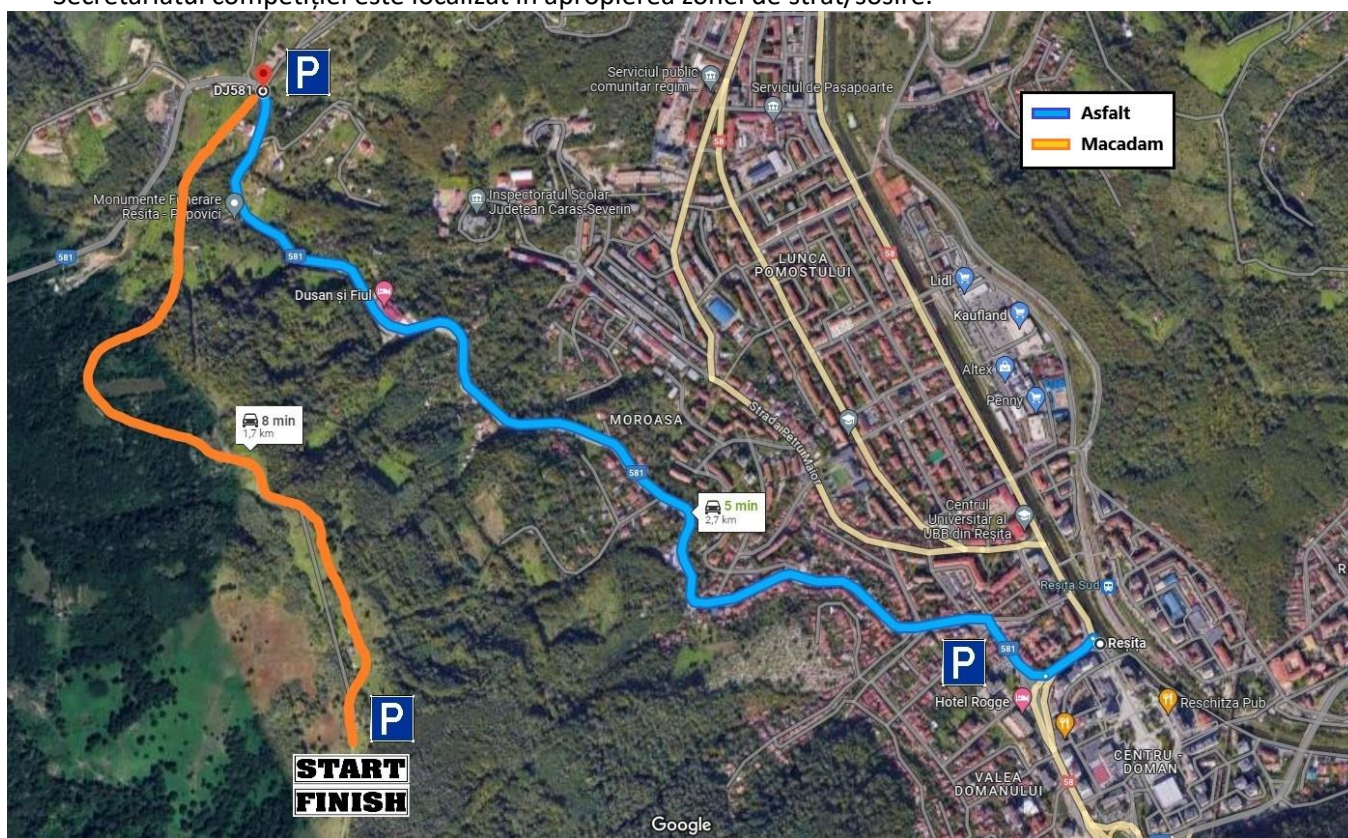 Secretariatul competiției este localizat în apropierea zonei de strat/sosire.
P
DJ581
Serviciul public
comunitar regim...
Serviciul de Pașapoarte
58
Asfalt
Macadam
Monumente Funerare
Reșița - Popovici
Inspectoratul Școlar
Județean Caraș-Severin
581
581
58
LUNCA
POMOSTULUI
Lidl
Dusan și Fiul
Kaufland
Altex
Penny
8 min
1,7 km
MOROASA
Strada Petru Maior
581
5 min
2,7 km
Centrul
Universitar al
UBB din Reșița
Reșița Sud
R
Reșița
581
P
Hotel Rogge
Reschitza Pub
P
START
FINISH
CENTRU -
DOMAN
VALEA
DOMANULUI
58
Google